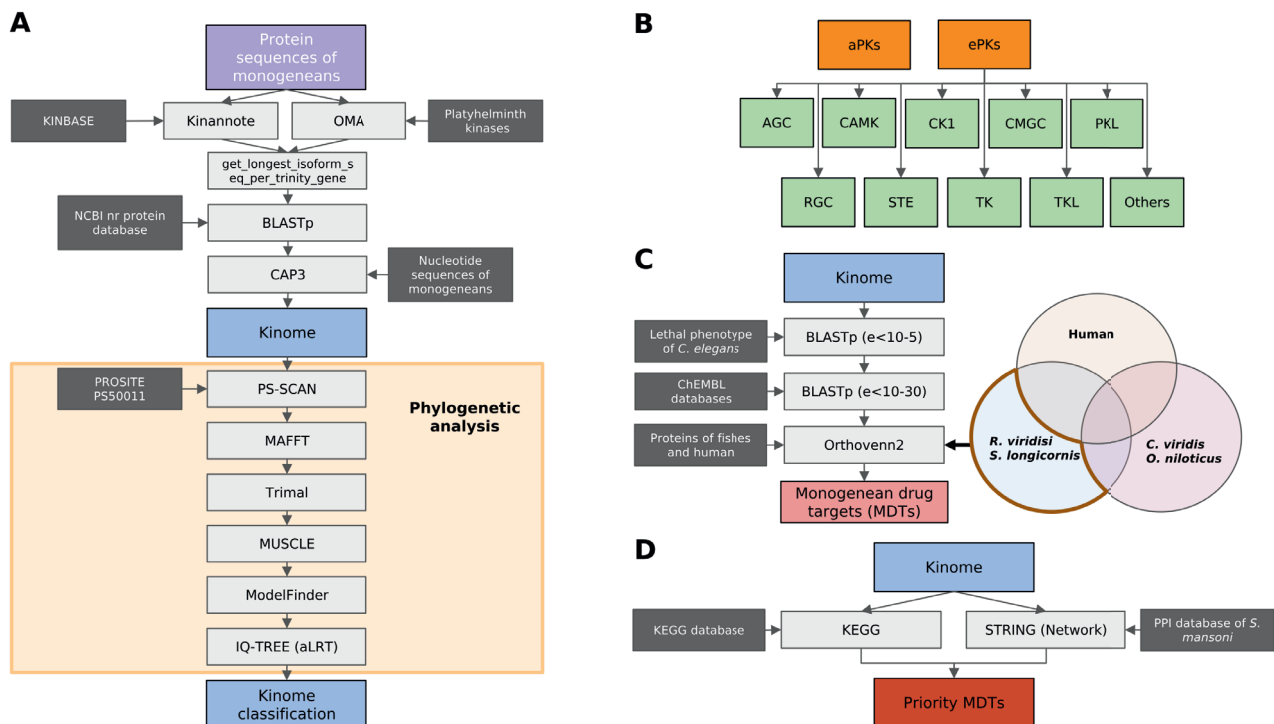 A
Protein
sequences of
monogeneans
KINBASE
Kinannote
OMA
Platyhelminth
kinases
get_longest_isoform_s
eq_per_trinity_gene
NCBI nr protein
database
BLASTp
CAP3
Nucleotide
sequences of
monogeneans
Kinome
PROSITE
PS50011
PS-SCAN
Phylogenetic
analysis
MAFFT
Trimal
MUSCLE
ModelFinder
IQ-TREE (aLRT)
Kinome
classification
B
aPKs
ePKs
AGC
CAMK
CK1
CMGC
PKL
RGC
STE
TK
TKL
Others
C
Kinome
Lethal phenotype
of C. elegans
BLASTp (e<10-5)
ChEMBL
databases
BLASTp (e<10-30)
Proteins of fishes
and human
Orthovenn2
Monogenean drug
targets (MDTs)
Human
R. viridisi
S. longicornis
C. viridis
O. niloticus
D
Kinome
KEGG database
KEGG
STRING (Network)
PPI database of S.
mansoni
Priority MDTs